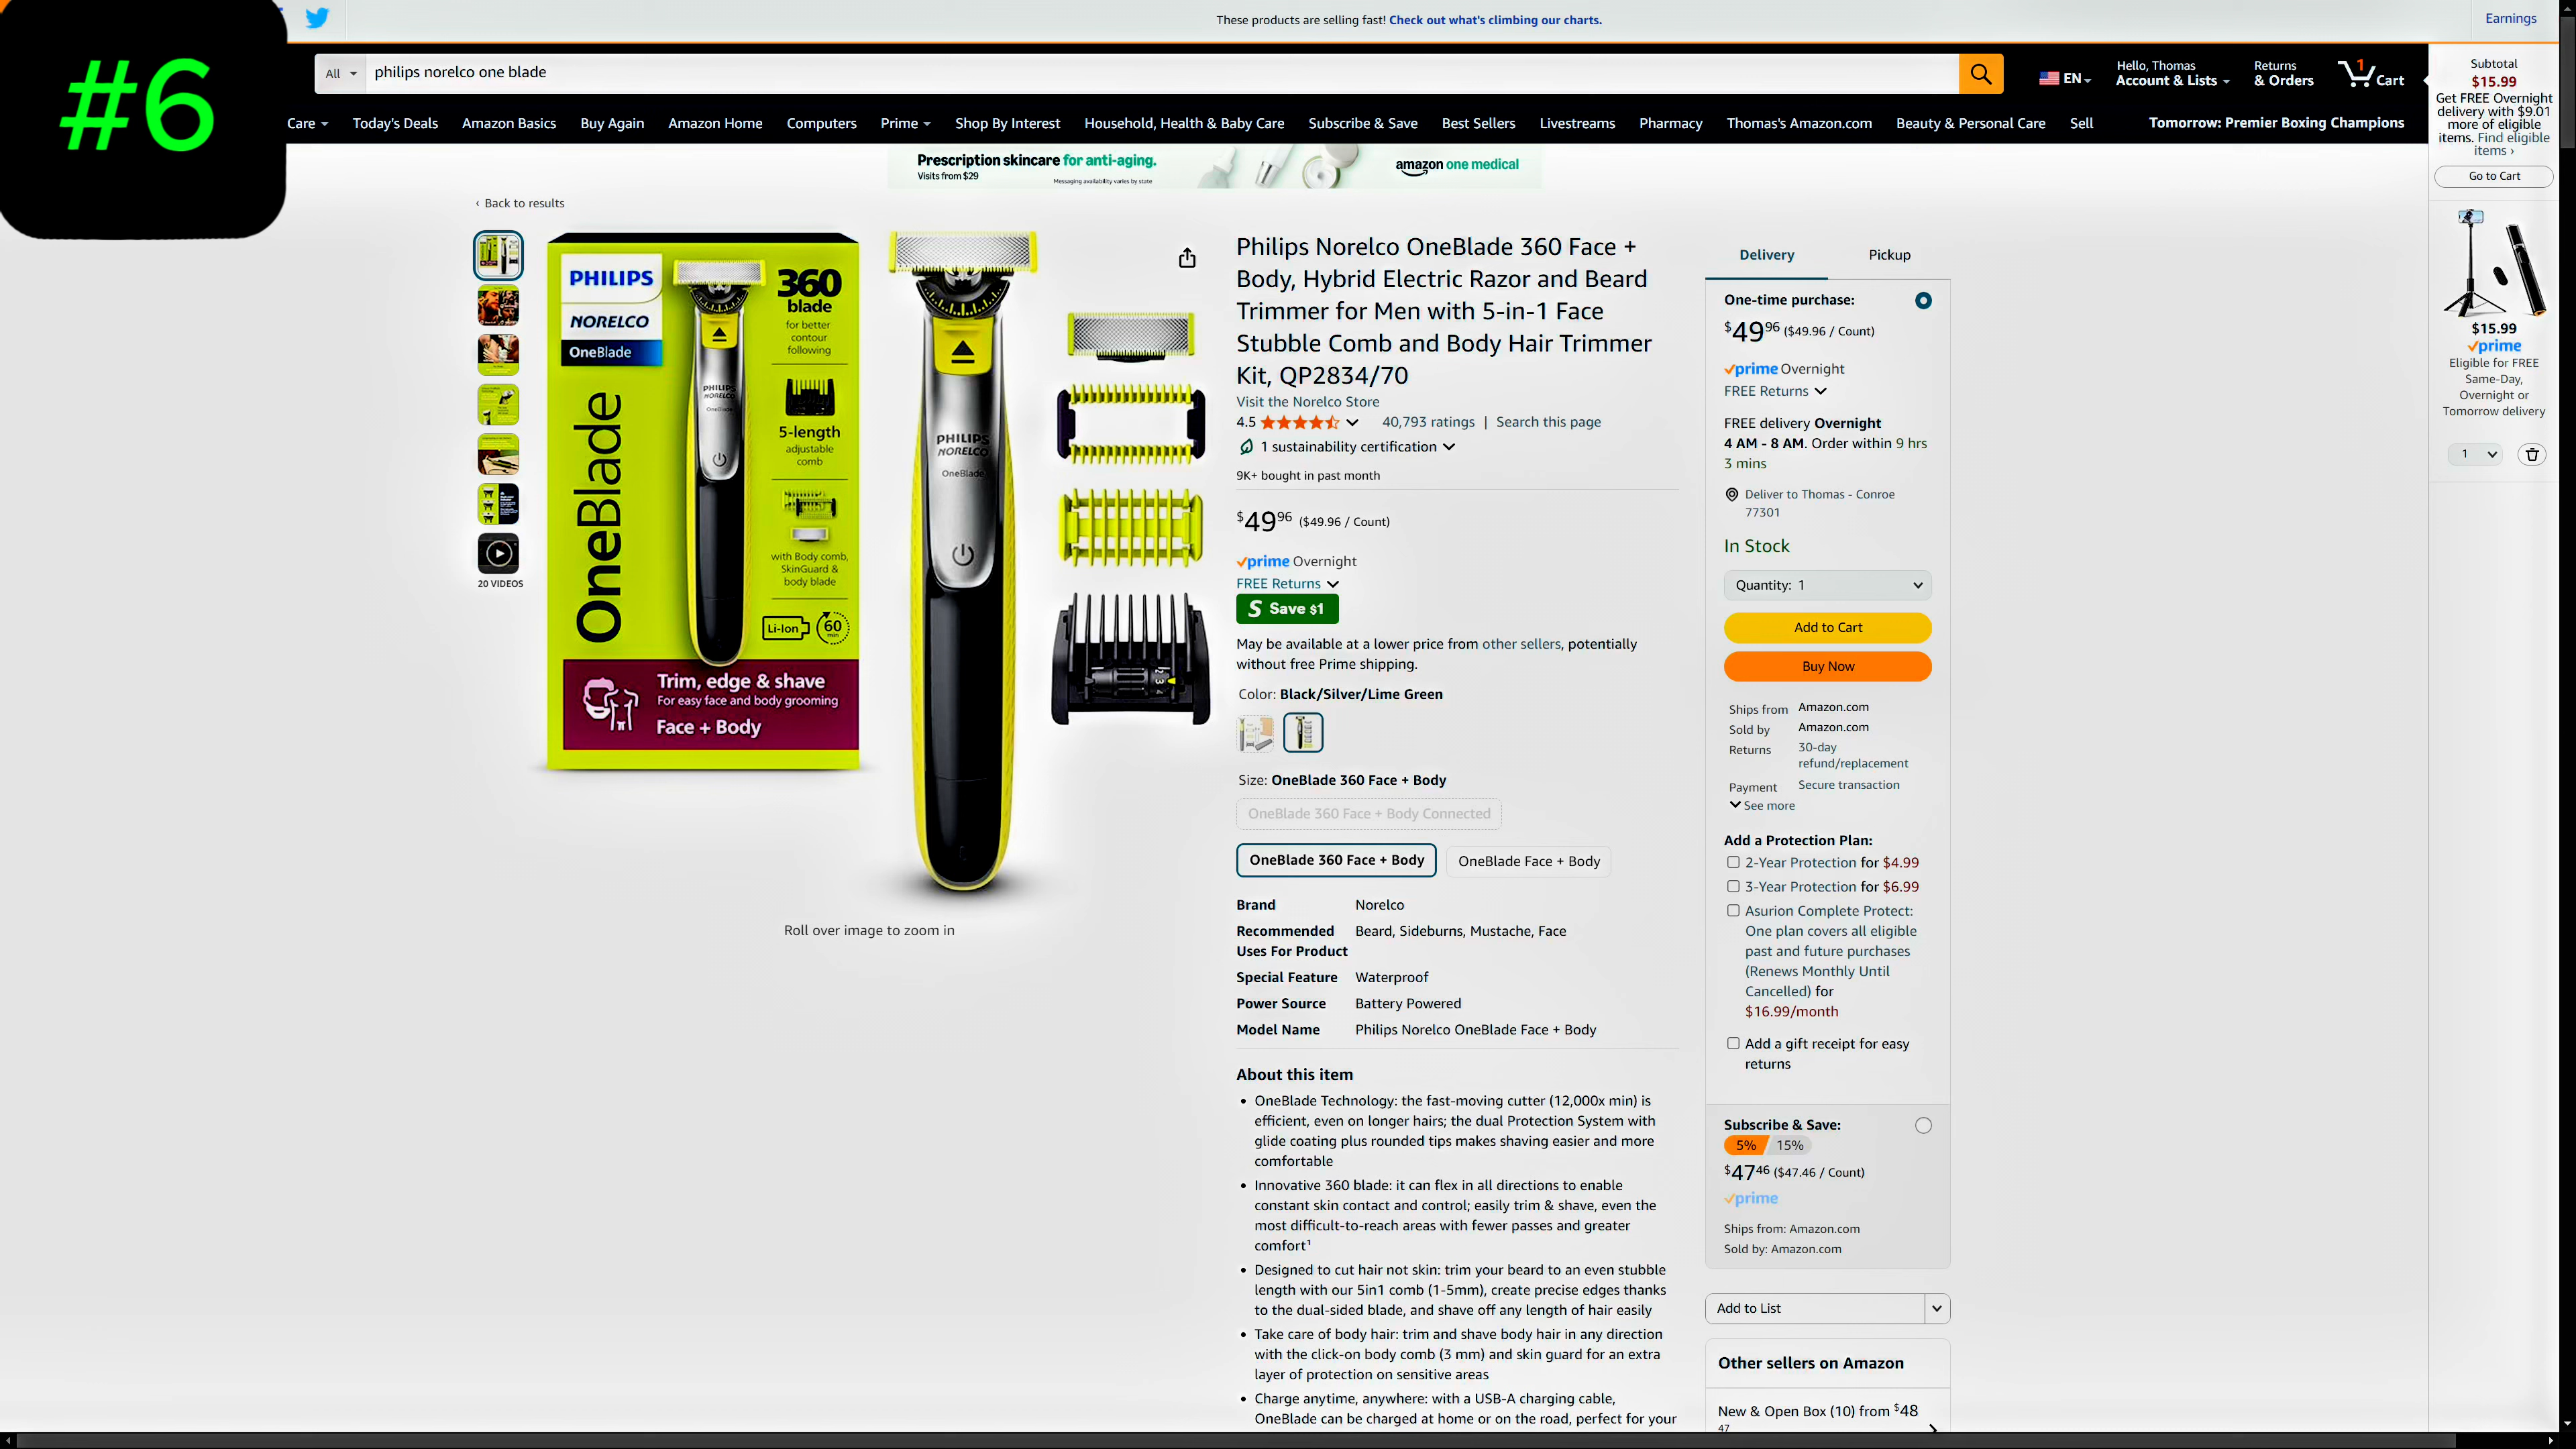 #6
These products are selling fast! Check out what's climbing our charts.
Earnings
All
philips norelco one blade
EN
Hello, Thomas
Account & Lists
Returns
& Orders
1
Cart
Care
Today's Deals
Amazon Basics
Buy Again
Amazon Home
Computers
Prime
Shop By Interest
Household, Health & Baby Care
Subscribe & Save
Best Sellers
Livestreams
Pharmacy
Thomas's Amazon.com
Beauty & Personal Care
Sell
Tomorrow: Premier Boxing Champions
Subtotal
$15.99
Get FREE Overnight
delivery with $9.01
more of eligible
items. Find eligible
items ›
Go to Cart
$15.99
prime
Eligible for FREE
Same-Day,
Overnight or
Tomorrow delivery
1
Prescription skincare for anti-aging.
Visits from $29
Messaging availability varies by state
amazon one medical
‹ Back to results
20 VIDEOS
PHILIPS
NORELCO
OneBlade
OneBlade
360
blade
for better
contour
following
5-length
adjustable
comb
with Body comb,
SkinGuard &
body blade
Li-Ion
60
min
PHILIPS
NORELCO
OneBlade
Trim, edge & shave
For easy face and body grooming
Face + Body
PHILIPS
NORELCO
OneBlade
Roll over image to zoom in
Philips Norelco OneBlade 360 Face +
Body, Hybrid Electric Razor and Beard
Trimmer for Men with 5-in-1 Face
Stubble Comb and Body Hair Trimmer
Kit, QP2834/70
Visit the Norelco Store
4.5
40,793 ratings | Search this page
1 sustainability certification
9K+ bought in past month
$49.96 ($49.96 / Count)
prime Overnight
FREE Returns
S Save $1
May be available at a lower price from other sellers, potentially
without free Prime shipping.
Color: Black/Silver/Lime Green
Size: OneBlade 360 Face + Body
OneBlade 360 Face + Body Connected
OneBlade 360 Face + Body
OneBlade Face + Body
Brand Norelco
Recommended Beard, Sideburns, Mustache, Face
Uses For Product
Special Feature Waterproof
Power Source Battery Powered
Model Name Philips Norelco OneBlade Face + Body
About this item
• OneBlade Technology: the fast-moving cutter (12,000x min) is
efficient, even on longer hairs; the dual Protection System with
glide coating plus rounded tips makes shaving easier and more
comfortable
• Innovative 360 blade: it can flex in all directions to enable
constant skin contact and control; easily trim & shave, even the
most difficult-to-reach areas with fewer passes and greater
comfort¹
• Designed to cut hair not skin: trim your beard to an even stubble
length with our 5in1 comb (1-5mm), create precise edges thanks
to the dual-sided blade, and shave off any length of hair easily
• Take care of body hair: trim and shave body hair in any direction
with the click-on body comb (3 mm) and skin guard for an extra
layer of protection on sensitive areas
• Charge anytime, anywhere: with a USB-A charging cable,
OneBlade can be charged at home or on the road, perfect for your
Delivery
Pickup
One-time purchase:
$49.96 ($49.96 / Count)
prime Overnight
FREE Returns
FREE delivery Overnight
4 AM - 8 AM. Order within 9 hrs
3 mins
Deliver to Thomas - Conroe
77301
In Stock
Quantity: 1
Add to Cart
Buy Now
Ships from Amazon.com
Sold by Amazon.com
Returns 30-day
refund/replacement
Payment Secure transaction
See more
Add a Protection Plan:
2-Year Protection for $4.99
3-Year Protection for $6.99
Asurion Complete Protect:
One plan covers all eligible
past and future purchases
(Renews Monthly Until
Cancelled) for
$16.99/month
Add a gift receipt for easy
returns
Subscribe & Save:
5% 15%
$47.46 ($47.46 / Count)
prime
Ships from: Amazon.com
Sold by: Amazon.com
Add to List
Other sellers on Amazon
New & Open Box (10) from $48
47